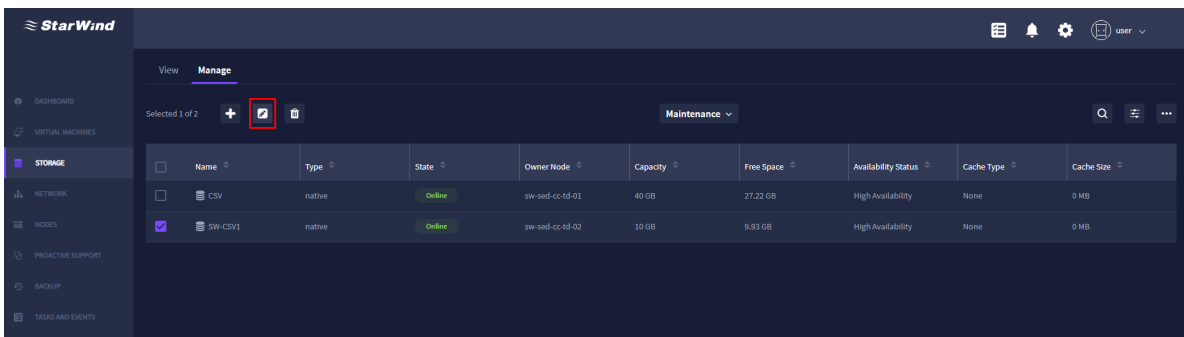 StarWind
user
View Manage
DASHBOARD
Selected 1 of 2 Maintenance
VIRTUAL MACHINES
STORAGE
Name Type State Owner Node Capacity Free Space Availability Status Cache Type Cache Size
NETWORK
CSV native Online sw-sed-cc-td-01 40 GB 27.22 GB High Availability None 0 MB
NODES
SW-CSV1 native Online sw-sed-cc-td-02 10 GB 9.93 GB High Availability None 0 MB
PROACTIVE SUPPORT
BACKUP
TASKS AND EVENTS